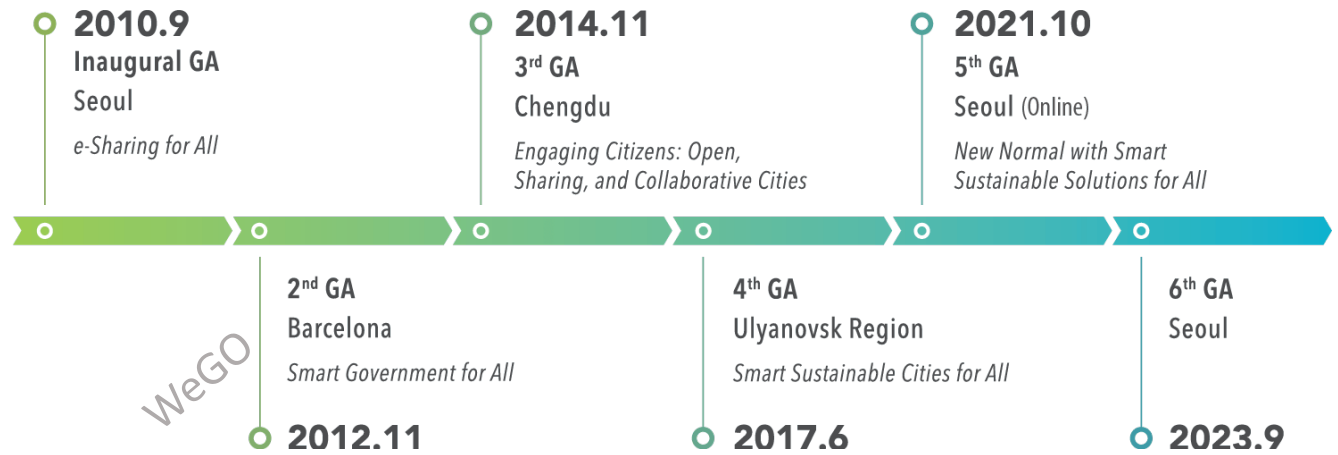 2010.9
Inaugural GA
Seoul
e-Sharing for All
2014.11
3rd GA
Chengdu
Engaging Citizens: Open,
Sharing, and Collaborative Cities
2021.10
5th GA
Seoul (Online)
New Normal with Smart
Sustainable Solutions for All
2nd GA
Barcelona
Smart Government for All
2012.11
4th GA
Ulyanovsk Region
Smart Sustainable Cities for All
2017.6
6th GA
Seoul
2023.9
WeGO